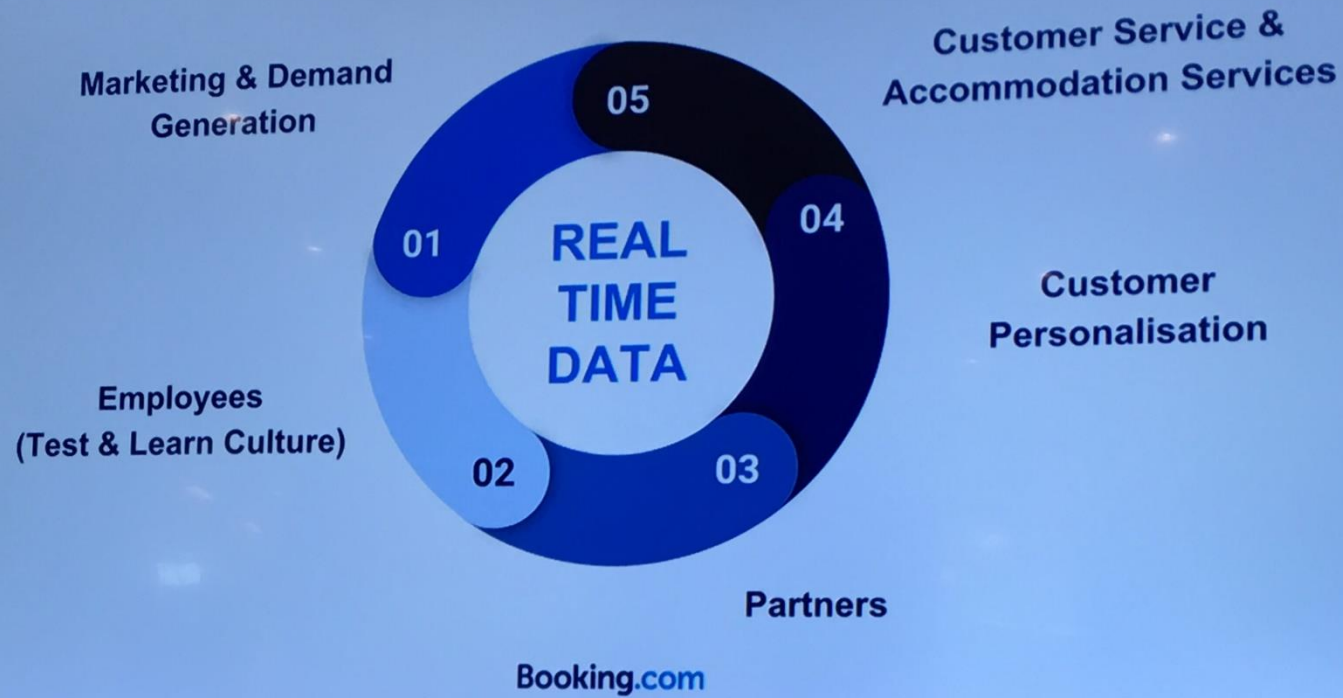 Marketing & Demand
Generation
Customer Service &
Accommodation Services
05
04
01
REAL
TIME
DATA
Customer
Personalisation
Employees
(Test & Learn Culture)
02
03
Partners
Booking.com